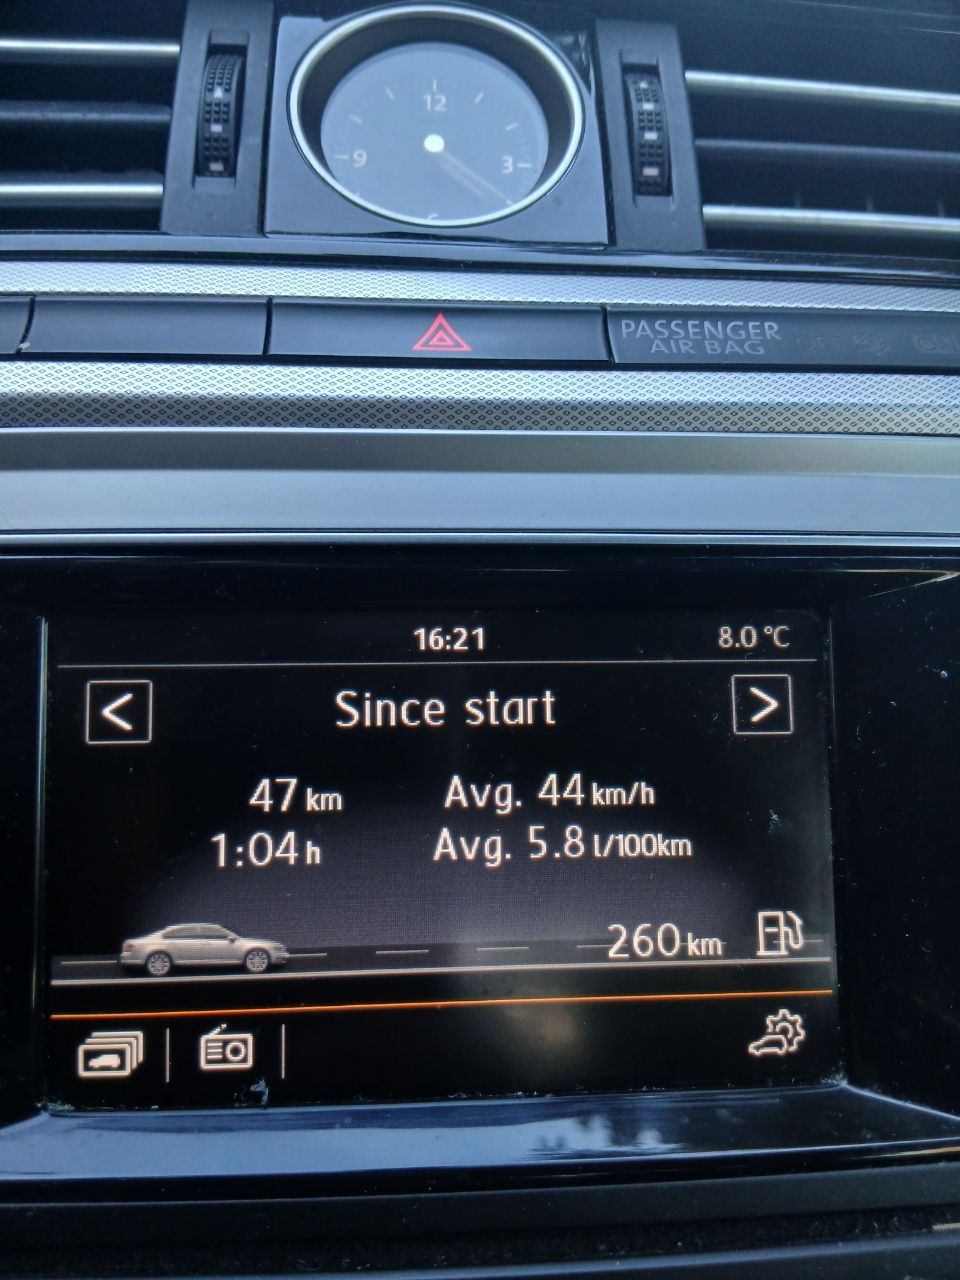 12
9
3
PASSENGER
AIR BAG
16:21
8.0 °C
<
Since start
>
47 km
Avg. 44 km/h
1:04 h
Avg. 5.8 l/100km
260 km